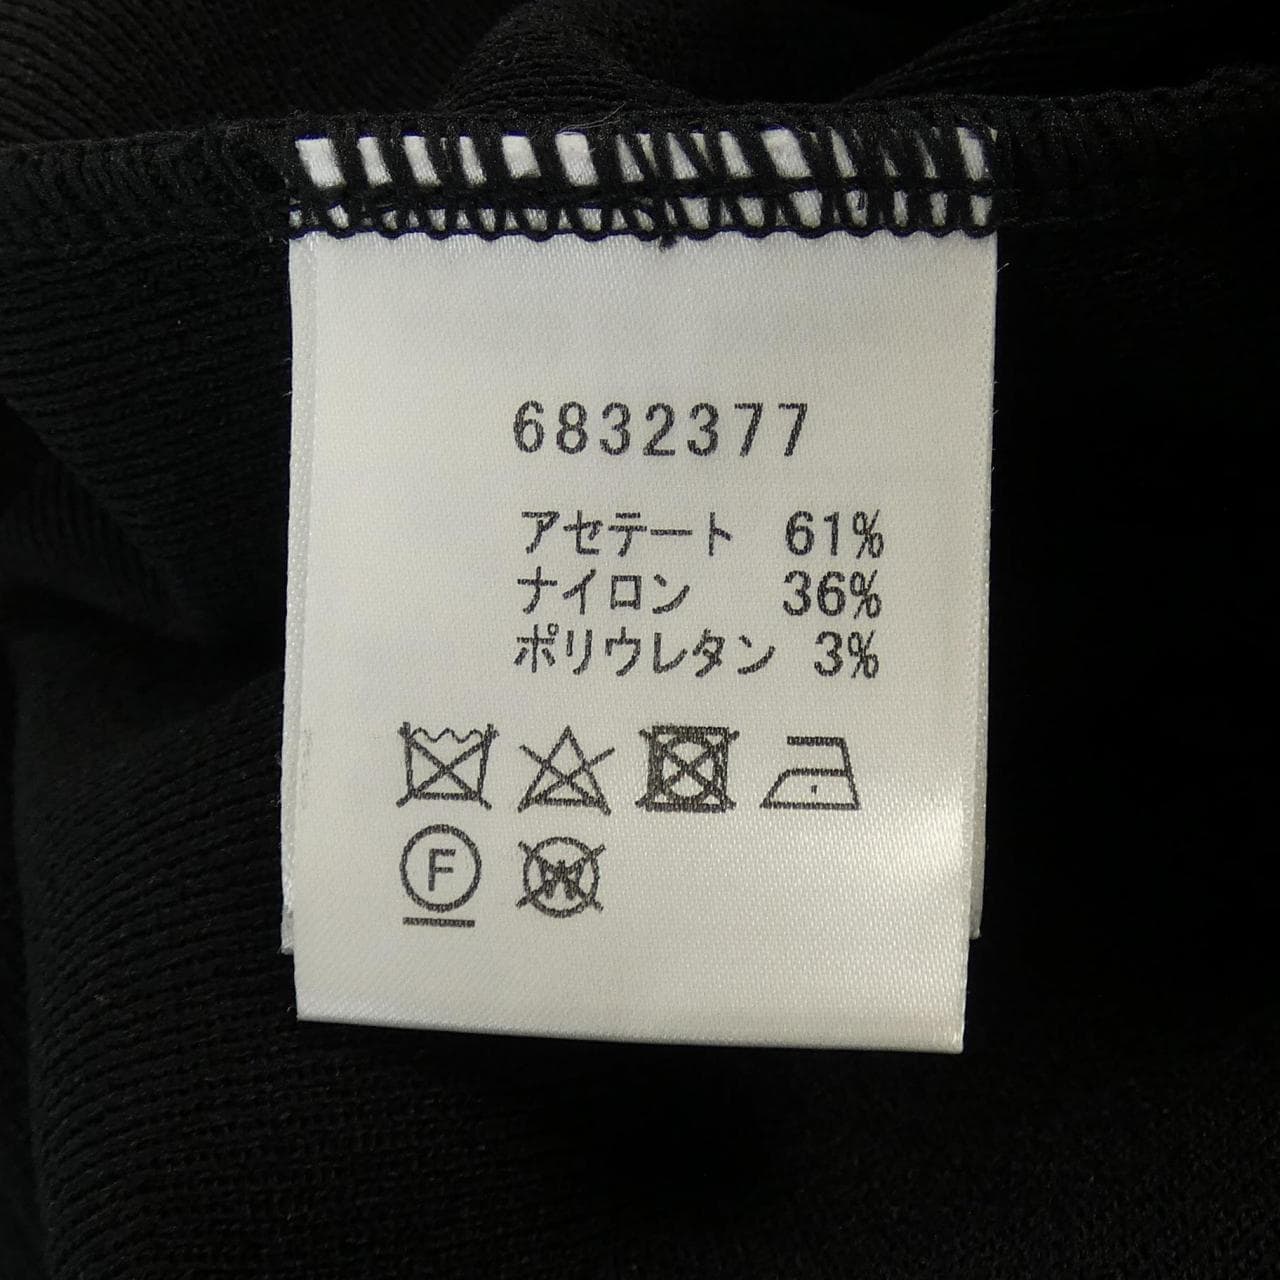 6832377
アセテート 61%
ナイロン 36%
ポリウレタン 3%
F
W